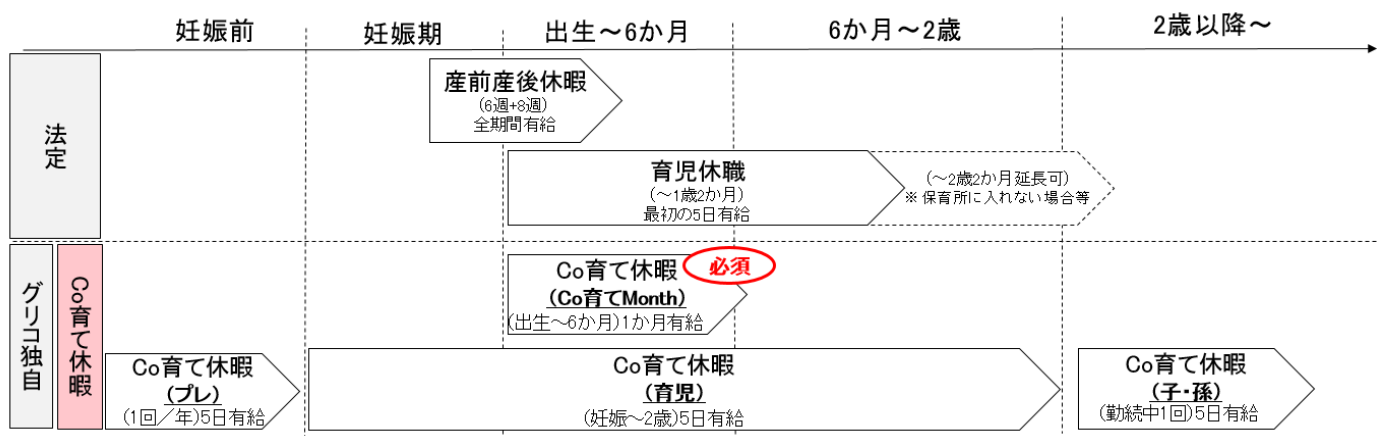 妊娠前
妊娠期
出生～6か月
6か月～2歳
2歳以降～
法定
産前産後休暇
(6週+8週)
全期間有給
育児休職
(～1歳2か月)
最初の5日有給
(～2歳2か月延長可)
※ 保育所に入れない場合等
グリコ独自
Co育て休暇
Co育て休暇
(Co育てMonth)
(出生～6か月)1か月有給
必須
Co育て休暇
(プレ)
(1回／年)5日有給
Co育て休暇
(育児)
(妊娠～2歳)5日有給
Co育て休暇
(子・孫)
(勤続中1回)5日有給